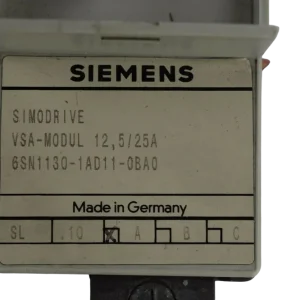 SIEMENS
SIMODRIVE
VSA-MODUL 12,5/25A
6SN1130-1AD11-0BA0
Made in Germany
SL .10 A B C